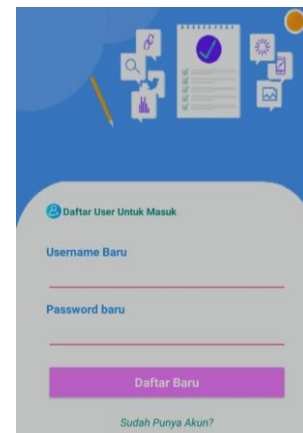 Daftar User Untuk Masuk
Username Baru
Password baru
Daftar Baru
Sudah Punya Akun?